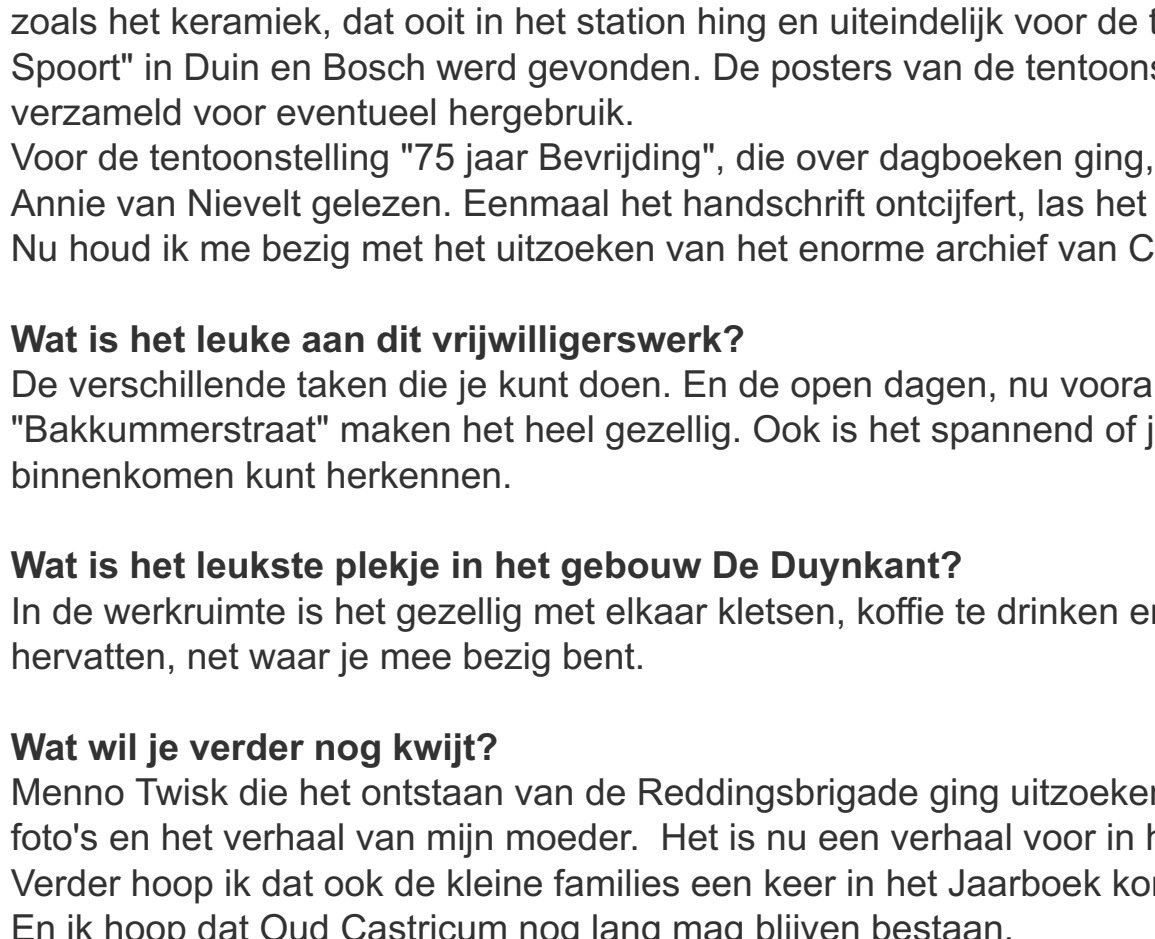 zoals het keramiek, dat ooit in het station hing en uiteindelijk voor de
Spoort" in Duin en Bosch werd gevonden. De posters van de
verzameld voor eventueel hergebruik.
Voor de tentoonstelling "75 jaar Bevrijding", die over dagboeken ging,
Annie van Nievelt gelezen. Eenmaal het handschrift ontcijfert, las het
Nu houd ik me bezig met het uitzoeken van het enorme archief van
Wat is het leuke aan dit vrijwilligerswerk?
De verschillende taken die je kunt doen. En de open dagen, nu
"Bakkummerstraat" maken het heel gezellig. Ook is het spannend of
binnenkomen kunt herkennen.
Wat is het leukste plekje in het gebouw De Duynkant?
In de werkruimte is het gezellig met elkaar kletsen, koffie te drinken
hervatten, net waar je mee bezig bent.
Wat wil je verder nog kwijt?
Menno Twisk die het ontstaan van de Reddingsbrigade ging
foto's en het verhaal van mijn moeder. Het is nu een verhaal voor in
Verder hoop ik dat ook de kleine families een keer in het Jaarboek
En ik hoop dat Oud Castricum nog lang mag blijven bestaan.